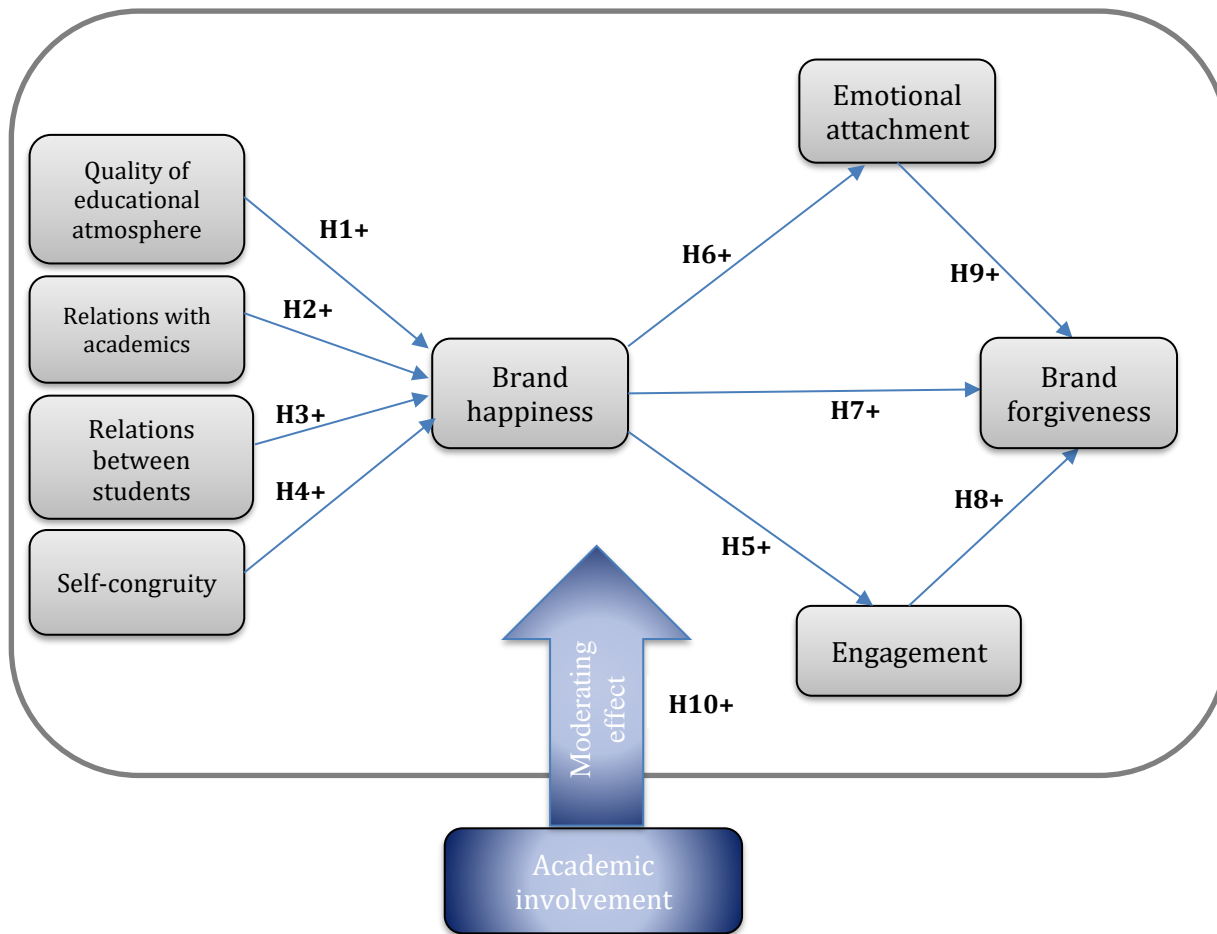 Quality of
educational
atmosphere
Relations with
academics
Relations
between
students
Self-congruity
H1+
H2+
H3+
H4+
Brand
happiness
H6+
H7+
H5+
Emotional
attachment
H9+
Brand
forgiveness
H8+
Engagement
Moderating
effect
H10+
Academic
involvement